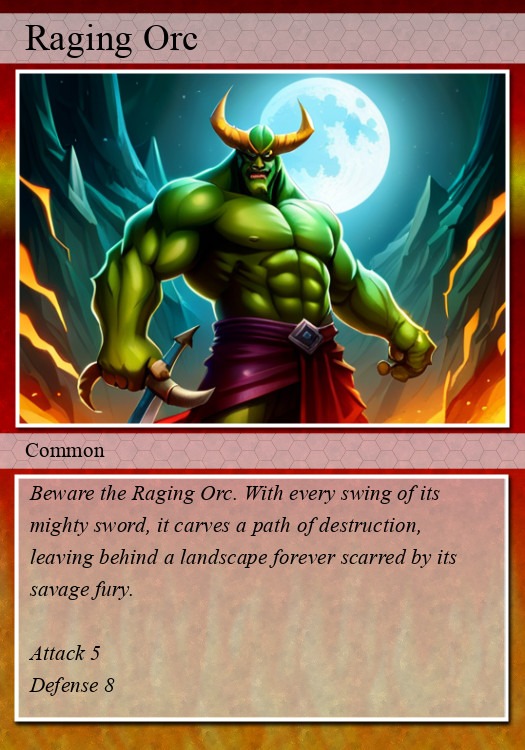 Raging Orc
Common
Beware the Raging Orc. With every swing of its
mighty sword, it carves a path of destruction,
leaving behind a landscape forever scarred by its
savage fury.
Attack 5
Defense 8